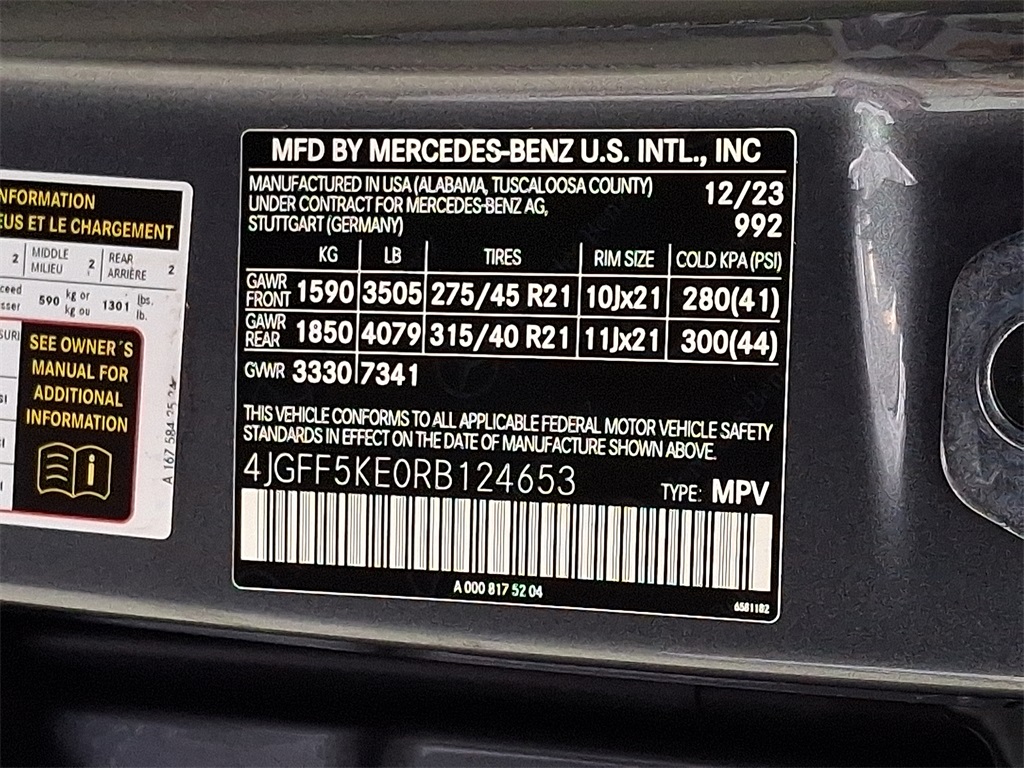 NFORMATION
EUS ET LE CHARGEMENT
2 MIDDLE MILIEU 2 REAR ARRIÈRE 2
590 kg or kg ou 1301 lbs. lb.
SEE OWNER´S
MANUAL FOR
ADDITIONAL
INFORMATION
i
A 167 584
MFD BY MERCEDES-BENZ U.S. INTL., INC
MANUFACTURED IN USA (ALABAMA, TUSCALOOSA COUNTY) 12/23
UNDER CONTRACT FOR MERCEDES-BENZ AG,
STUTTGART (GERMANY) 992
KG LB TIRES RIM SIZE COLD KPA (PSI)
GAWR FRONT 1590 3505 275/45 R21 10Jx21 280(41)
GAWR REAR 1850 4079 315/40 R21 11Jx21 300(44)
GVWR 3330 7341
THIS VEHICLE CONFORMS TO ALL APPLICABLE FEDERAL MOTOR VEHICLE SAFETY
STANDARDS IN EFFECT ON THE DATE OF MANUFACTURE SHOWN ABOVE.
4JGFF5KE0RB124653 TYPE: MPV
A 000 817 52 04
6581182